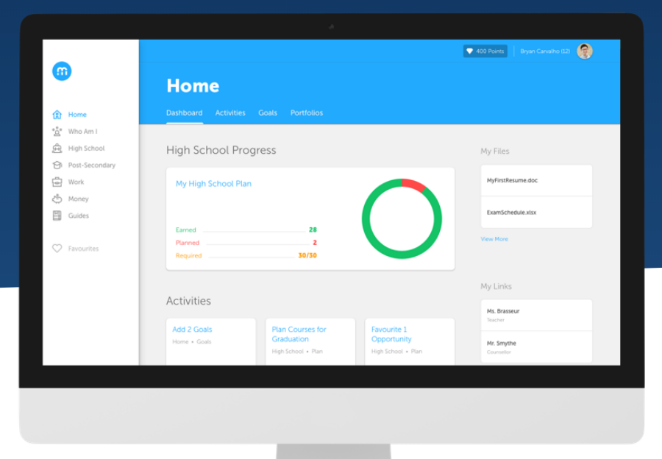 m
400 Points
Bryan Carvalho (12)
Home
Dashboard
Activities
Goals
Portfolios
Home
Who Am I
High School
Post-Secondary
Work
Money
Guides
Favourites
High School Progress
My High School Plan
Earned 28
Planned 2
Required 30/30
Activities
Add 2 Goals
Home • Goals
Plan Courses for
Graduation
High School • Plan
Favourite 1
Opportunity
High School • Plan
My Files
MyFirstResume.doc
ExamSchedule.xlsx
View More
My Links
Ms. Brasseur
Teacher
Mr. Smythe
Counsellor